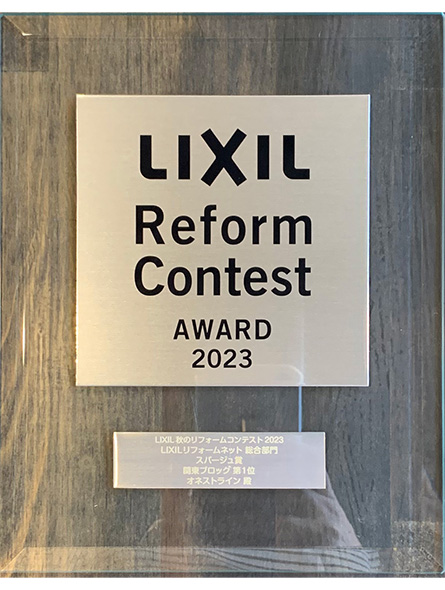 LIXIL
Reform
Contest
AWARD
2023
LIXIL 秋のリフォームコンテスト2023
LIXILリフォームネット 総合部門
スパージュ賞
関東ブロック 第1位
オネストライン 殿